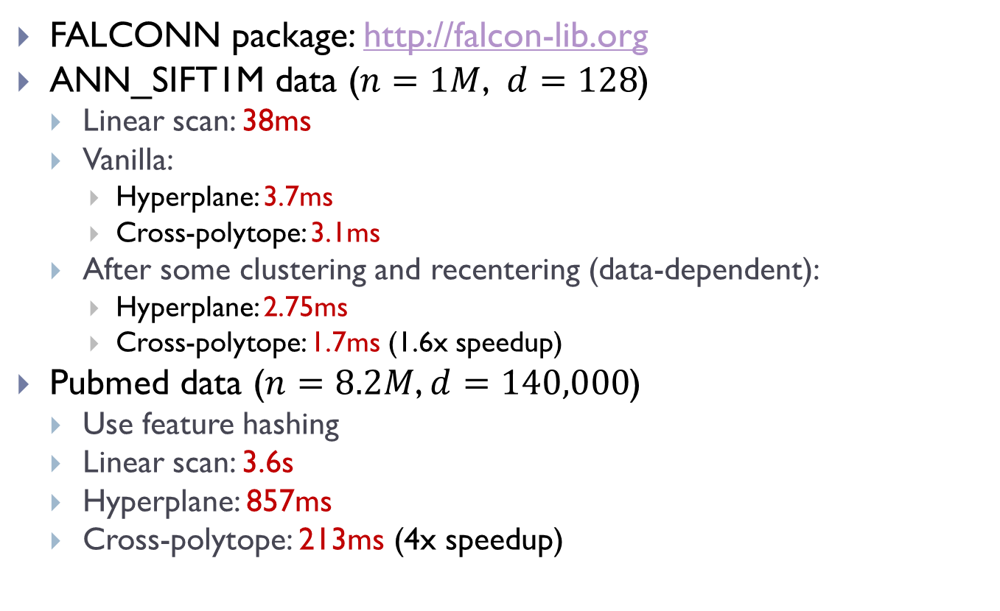 FALCONN package: http://falcon-lib.org
ANN_SIFT1M data (n = 1M, d = 128)
Linear scan: 38ms
Vanilla:
Hyperplane: 3.7ms
Cross-polytope: 3.1ms
After some clustering and recentering (data-dependent):
Hyperplane: 2.75ms
Cross-polytope: 1.7ms (1.6x speedup)
Pubmed data (n = 8.2M, d = 140,000)
Use feature hashing
Linear scan: 3.6s
Hyperplane: 857ms
Cross-polytope: 213ms (4x speedup)